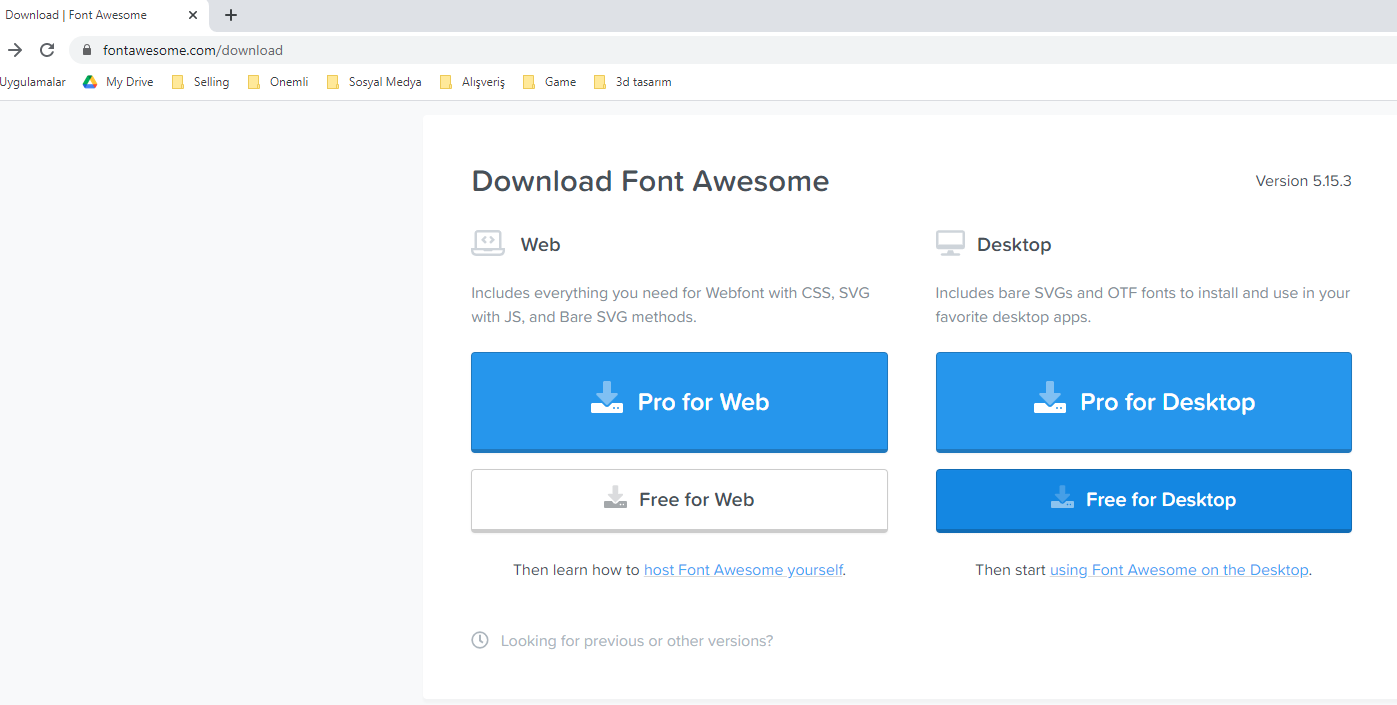 Download | Font Awesome
fontawesome.com/download
Uygulamalar My Drive Selling Onemli Sosyal Medya Alışveriş Game 3d tasarım
Download Font Awesome
Version 5.15.3
Web
Includes everything you need for Webfont with CSS, SVG
with JS, and Bare SVG methods.
Pro for Web
Free for Web
Then learn how to host Font Awesome yourself.
Desktop
Includes bare SVGs and OTF fonts to install and use in your
favorite desktop apps.
Pro for Desktop
Free for Desktop
Then start using Font Awesome on the Desktop.
Looking for previous or other versions?